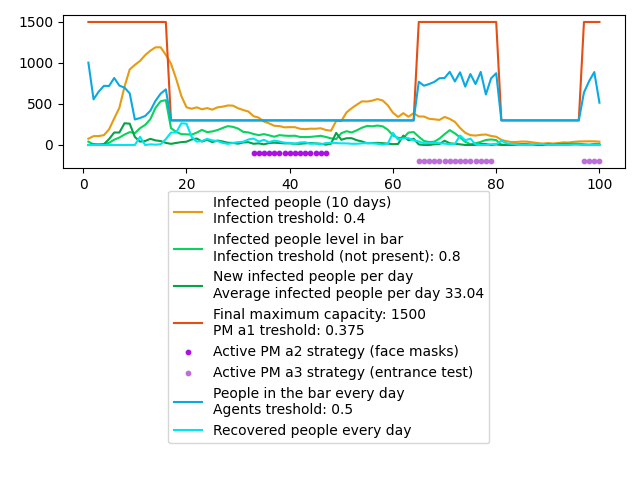 1500
1000
500
0
0 20 40 60 80 100
Infected people (10 days)
Infection treshold: 0.4
Infected people level in bar
Infection treshold (not present): 0.8
New infected people per day
Average infected people per day 33.04
Final maximum capacity: 1500
PM a1 treshold: 0.375
Active PM a2 strategy (face masks)
Active PM a3 strategy (entrance test)
People in the bar every day
Agents treshold: 0.5
Recovered people every day